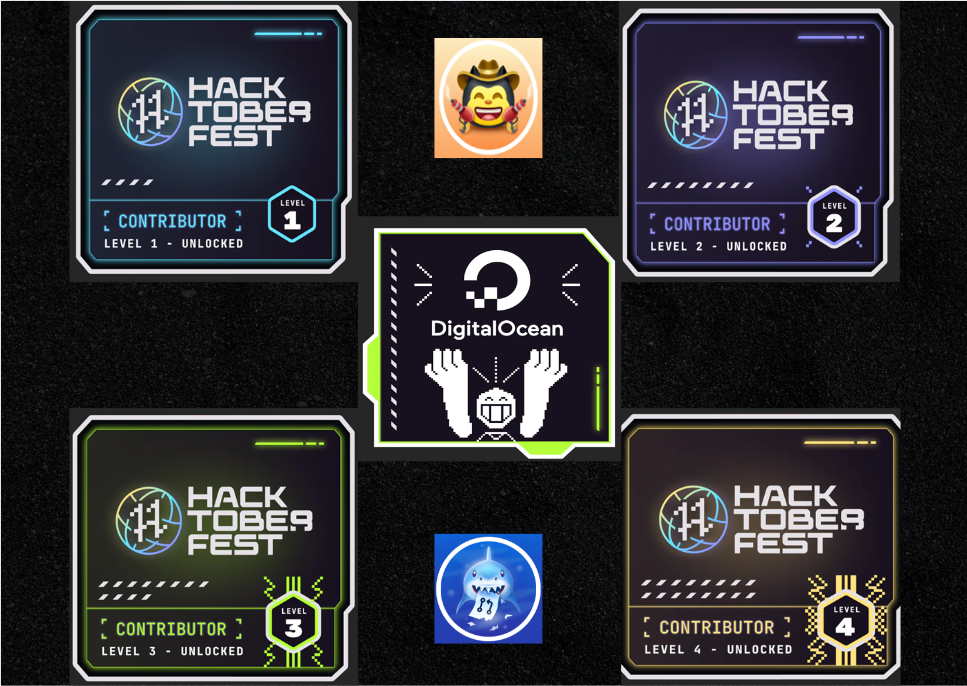 HACK
TOBER
FEST
CONTRIBUTOR
LEVEL 1 - UNLOCKED
LEVEL
1
HACK
TOBER
FEST
CONTRIBUTOR
LEVEL 2 - UNLOCKED
LEVEL
2
DigitalOcean
HACK
TOBER
FEST
CONTRIBUTOR
LEVEL 3 - UNLOCKED
LEVEL
3
HACK
TOBER
FEST
CONTRIBUTOR
LEVEL 4 - UNLOCKED
LEVEL
4